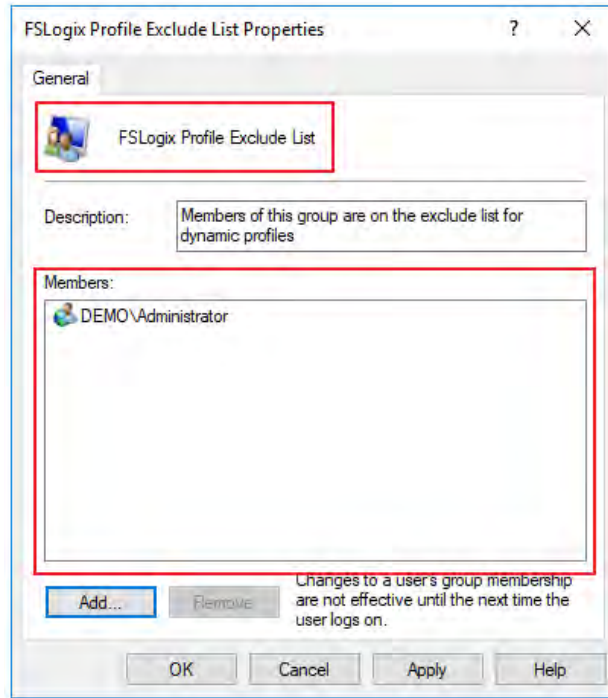 FSLogix Profile Exclude List Properties
?
General
FSLogix Profile Exclude List
Description:
Members of this group are on the exclude list for
dynamic profiles
Members:
DEMO\Administrator
Add...
Remove
Changes to a user's group membership
are not effective until the next time the
user logs on.
OK
Cancel
Apply
Help